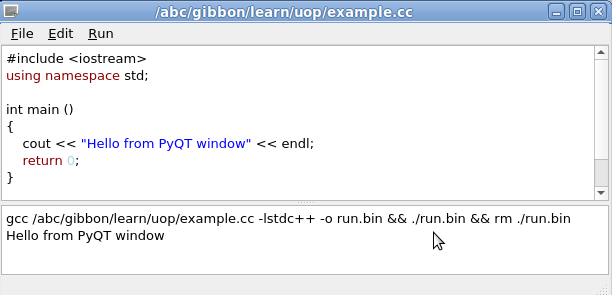 /abc/gibbon/learn/uop/example.cc
File Edit Run
#include <iostream>
using namespace std;
int main ()
{
cout << "Hello from PyQT window" << endl;
return 0;
}
gcc /abc/gibbon/learn/uop/example.cc -lstdc++ -o run.bin && ./run.bin && rm ./run.bin
Hello from PyQT window